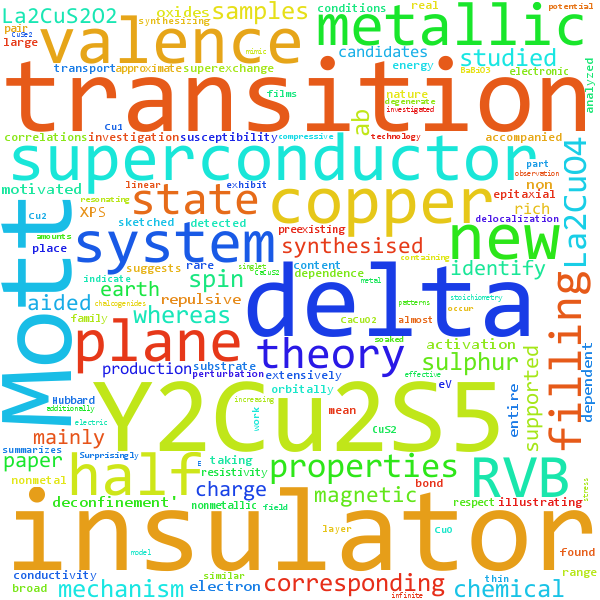 La2CuS2O2 oxides samples metallic synthesizing real potential
pair CuSe2 mimic conditions
valence large candidates studied
transport approximate superexchange energy BaBiO3 electronic analyzed
transition
films nature degenerate
correlations Cu1 investigation susceptibility compressive investigated technology accompanied
ab
superconductor part observation
motivated linear exhibit non
resonating XPS state copper rich epitaxial La2CuO4
Cu2 sketched detected preexisting delocalization
place system synthesised new
amounts suggests rare content singlet CaCuS2 dependence
indicate earth spin metal containing identify occur
chalcogenides
aided repulsive delta patterns stoichiometry
family whereas CaCuO2 almost
Mott plane production substrate theory soaked activation filling
perturbation extensively effective sulphur dependent
Hubbard orbitally eV
additionally increasing Y2Cu2S5 mean entire supported
mainly electric work CuS2
summarizes Surprisingly
paper nonmetal half E resistivity properties bond RVB stress
deconfinement' charge magnetic respect illustrating
nonmetallic field
insulator layer Cu0
model found
conductivity similar thin range
broad mechanism electron corresponding chemical
infinite